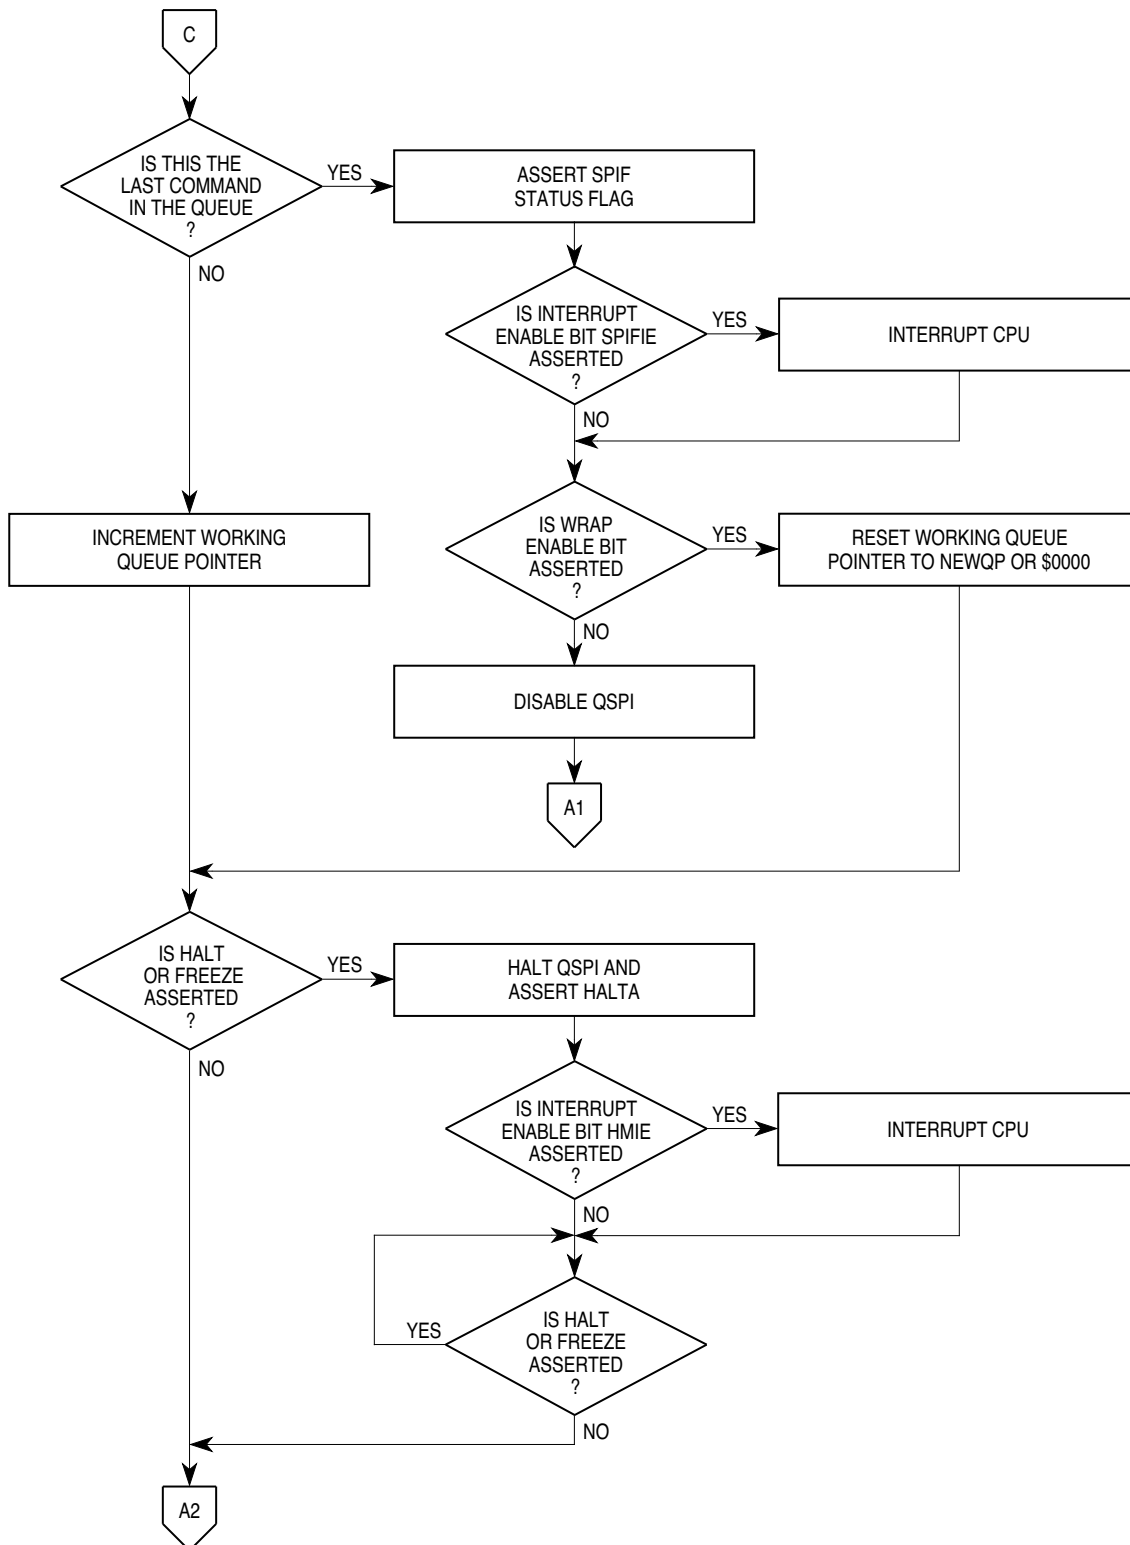 C
IS THIS THE
LAST COMMAND
IN THE QUEUE
?
YES
ASSERT SPIF
STATUS FLAG
NO
IS INTERRUPT
ENABLE BIT SPIFIE
ASSERTED
?
YES
INTERRUPT CPU
NO
INCREMENT WORKING
QUEUE POINTER
IS WRAP
ENABLE BIT
ASSERTED
?
YES
RESET WORKING QUEUE
POINTER TO NEWQP OR $0000
NO
DISABLE QSPI
A1
IS HALT
OR FREEZE
ASSERTED
?
YES
HALT QSPI AND
ASSERT HALTA
NO
IS INTERRUPT
ENABLE BIT HMIE
ASSERTED
?
YES
INTERRUPT CPU
NO
IS HALT
OR FREEZE
ASSERTED
?
YES
NO
A2